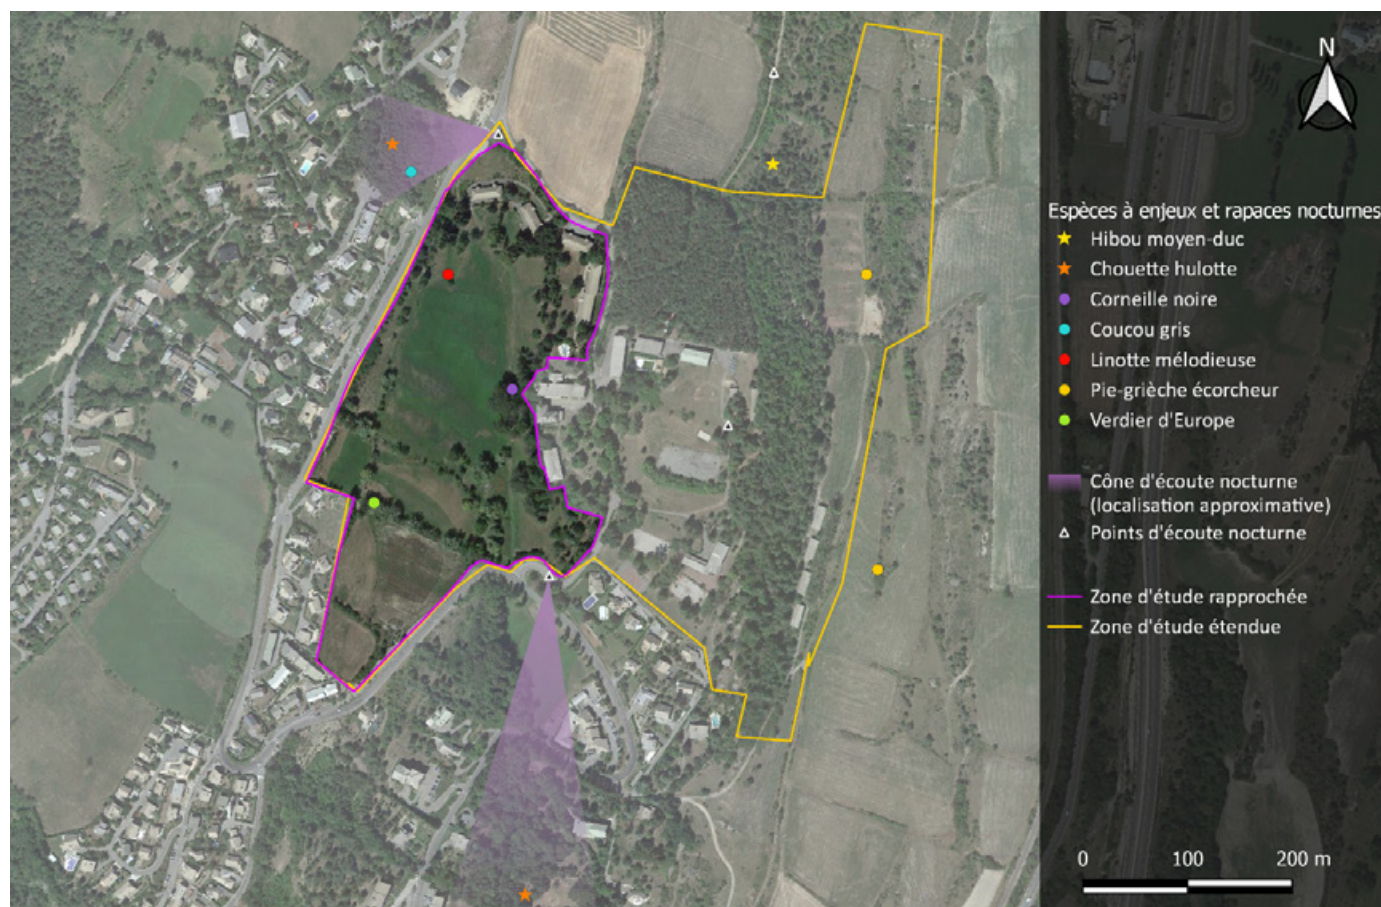 N
Espèces à enjeux et rapaces nocturnes
Hibou moyen-duc
Chouette hulotte
Corneille noire
Coucou gris
Linotte mélodieuse
Pie-grièche écorcheur
Verdier d'Europe
Cône d'écoute nocturne
(localisation approximative)
Points d'écoute nocturne
Zone d'étude rapprochée
Zone d'étude étendue
0 100 200 m